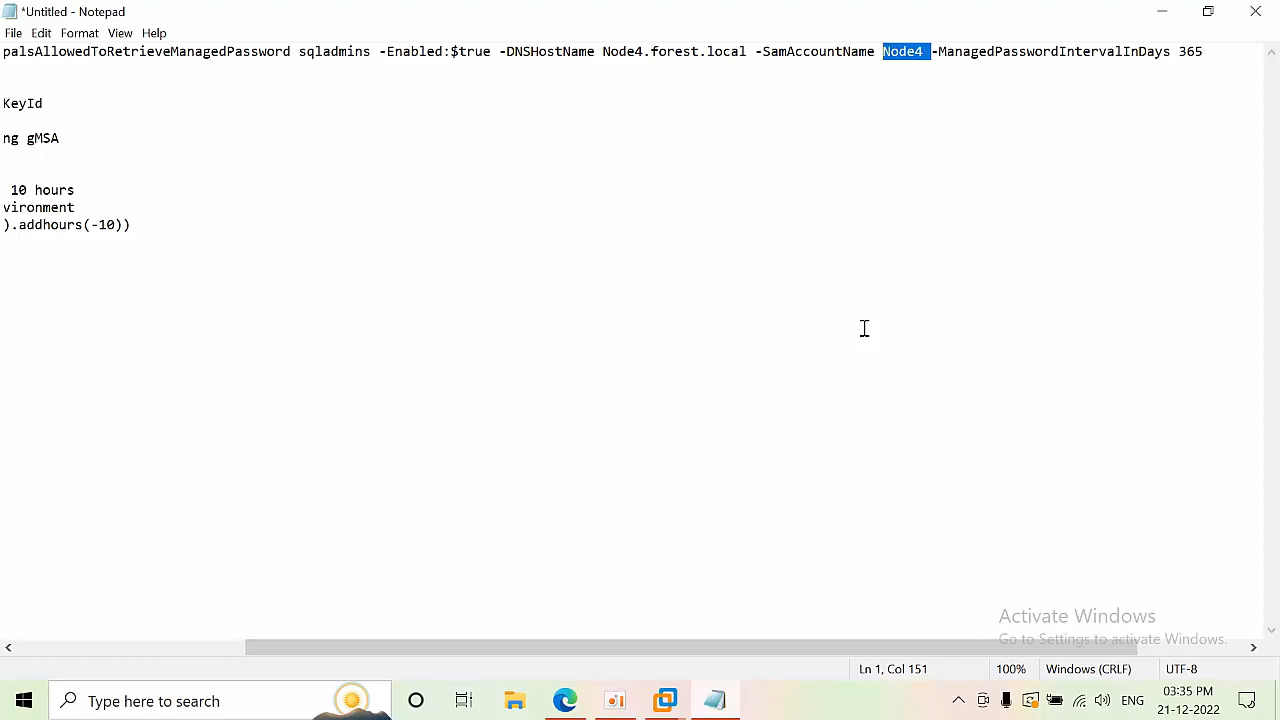 *Untitled - Notepad
File Edit Format View Help
palsAllowedToRetrieveManagedPassword sqladmins -Enabled:$true -DNSHostName Node4.forest.local -SamAccountName Node4 -ManagedPasswordIntervalInDays 365
KeyId
ng gMSA
10 hours
vironment
).addhours(-10))
Activate Windows
Go to Settings to activate Windows.
Ln 1, Col 151 100% Windows (CRLF) UTF-8
Type here to search
ENG
03:35 PM
21-12-2022